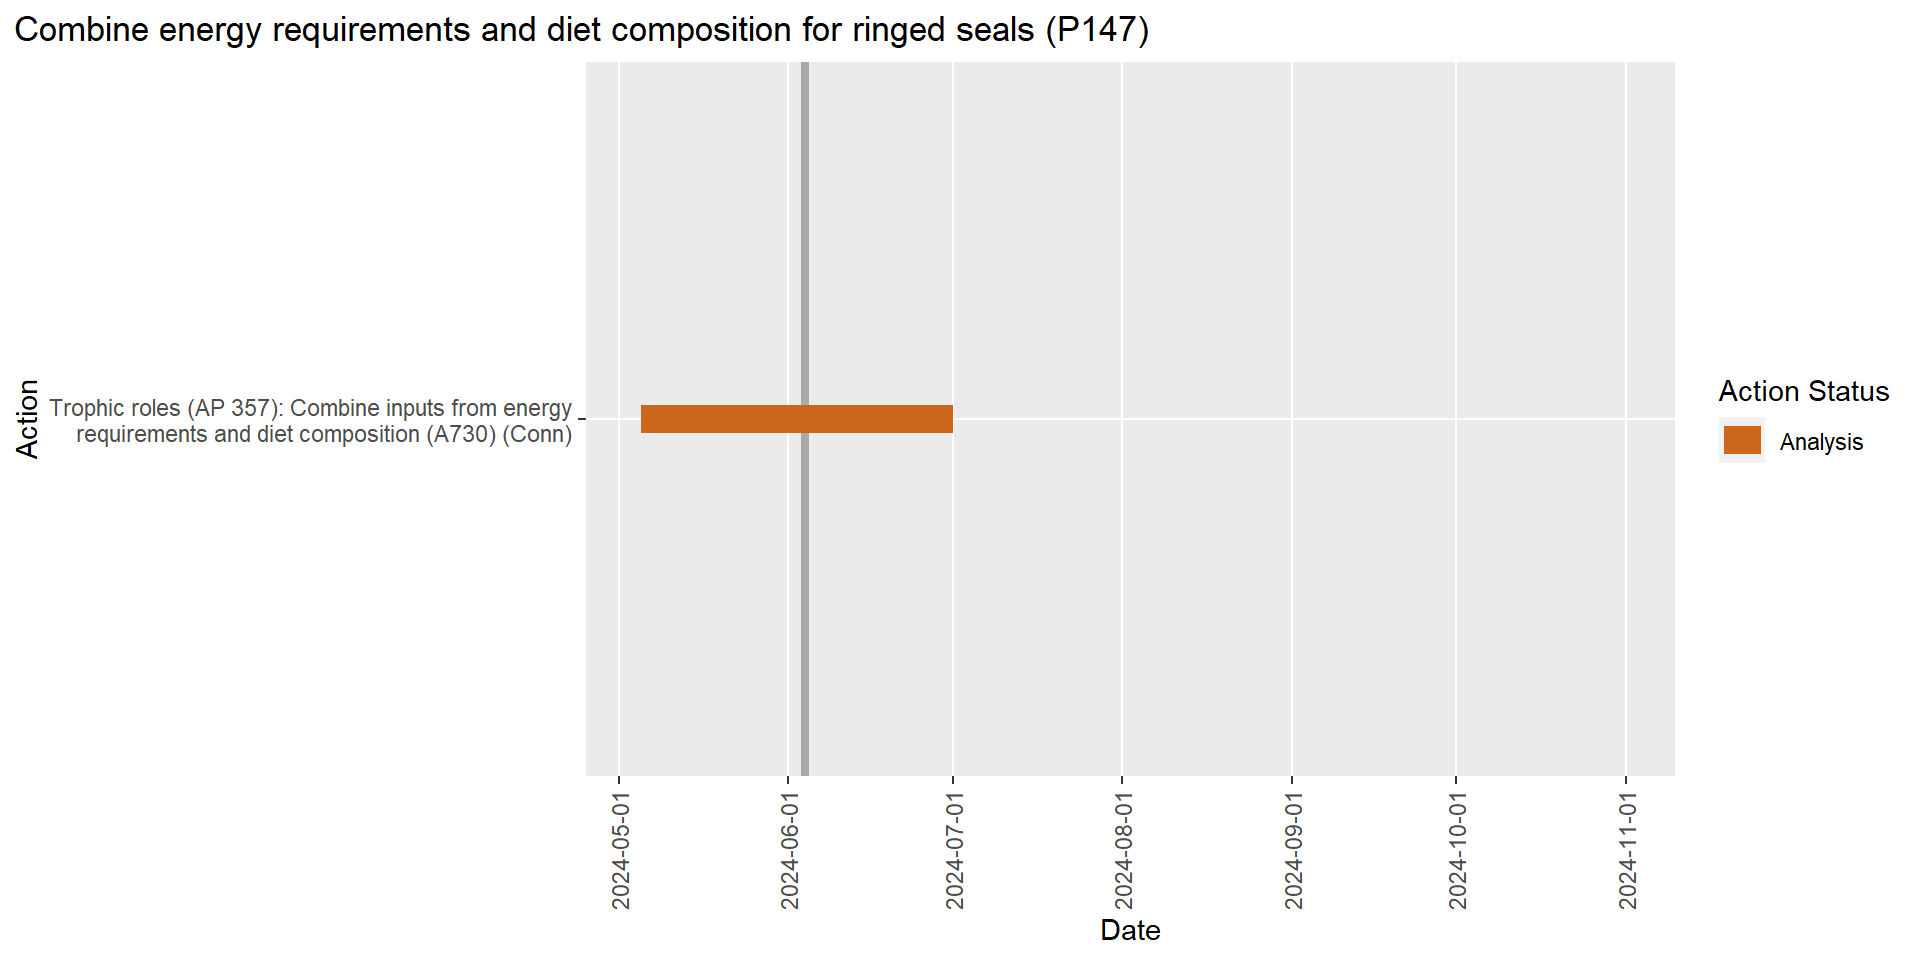 Combine energy requirements and diet composition for ringed seals (P147)
Action
Trophic roles (AP 357): Combine inputs from energy
requirements and diet composition (A730) (Conn)
Action Status
Analysis
2024-05-01
2024-06-01
2024-07-01
2024-08-01
2024-09-01
2024-10-01
2024-11-01
Date